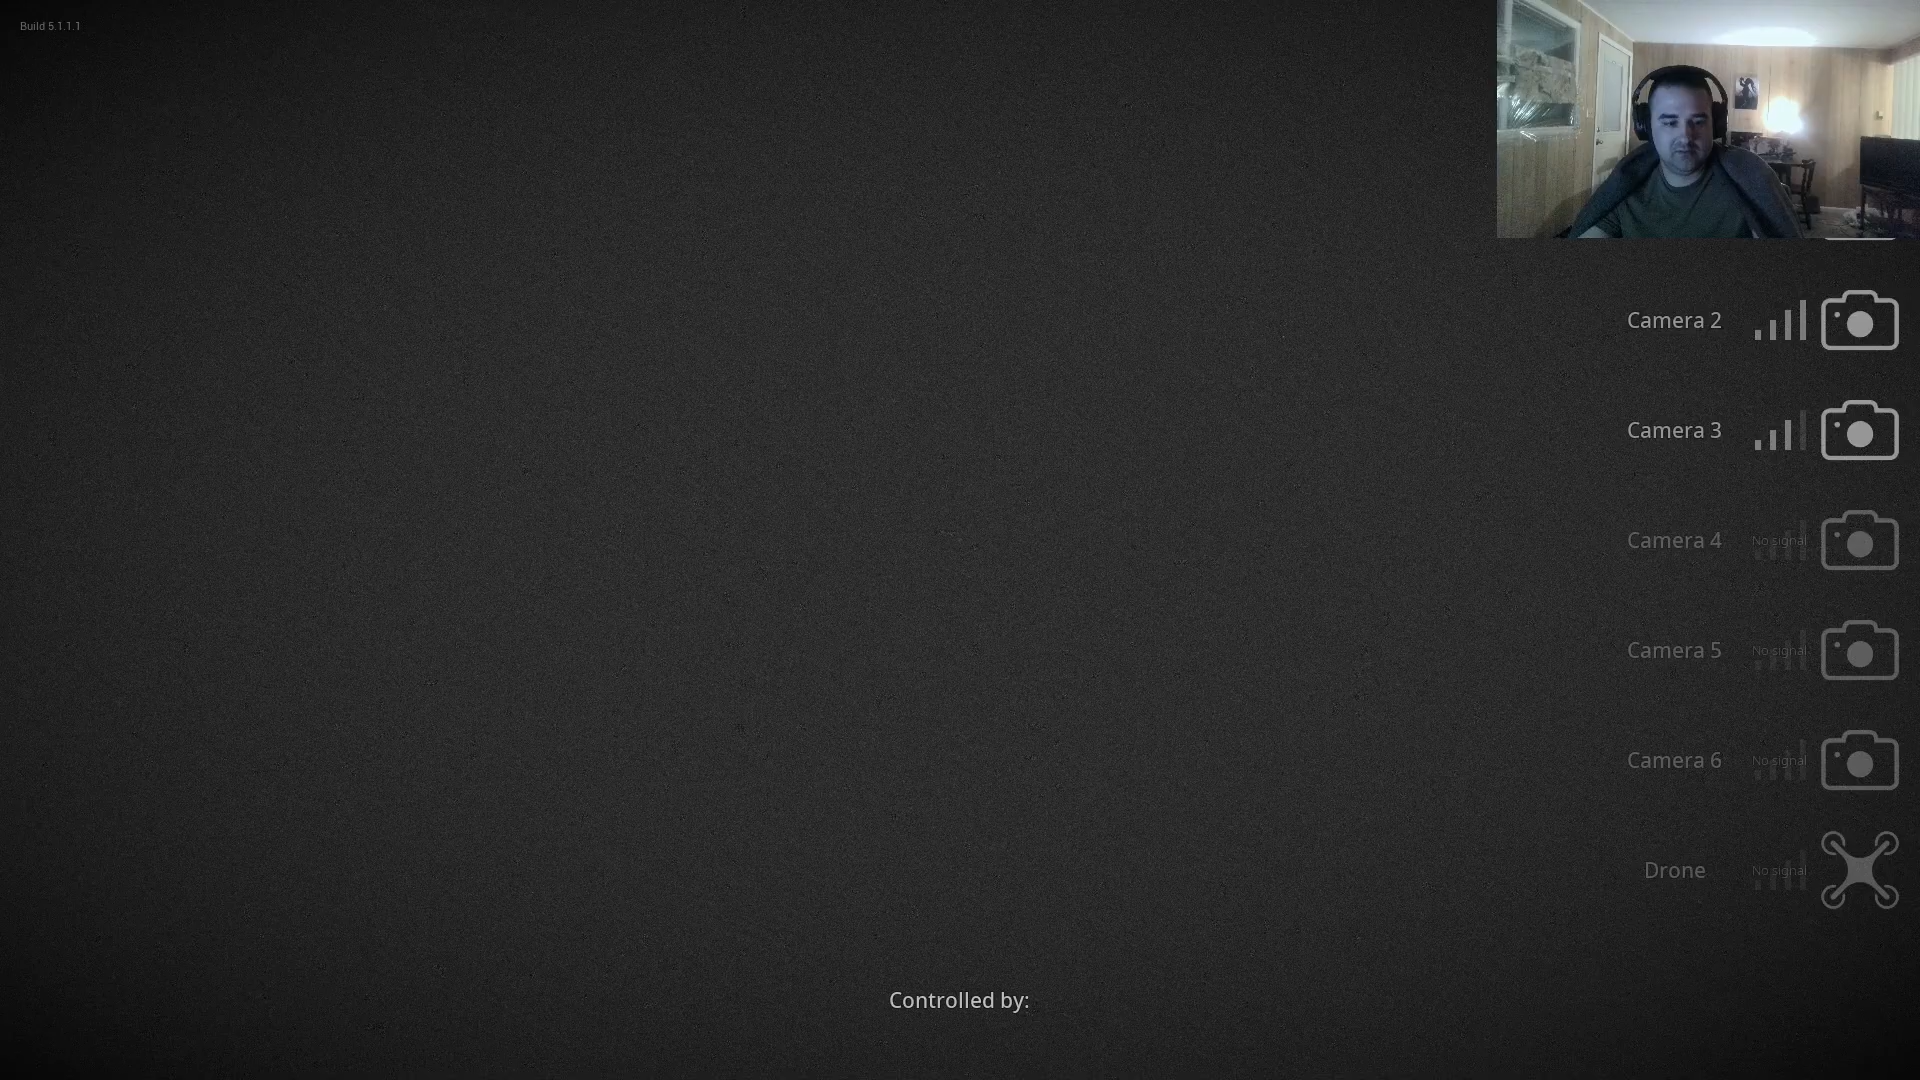 Build 5.1.1.1
Camera 2
Camera 3
Camera 4 No signal
Camera 5 No signal
Camera 6 No signal
Drone No signal
Controlled by: